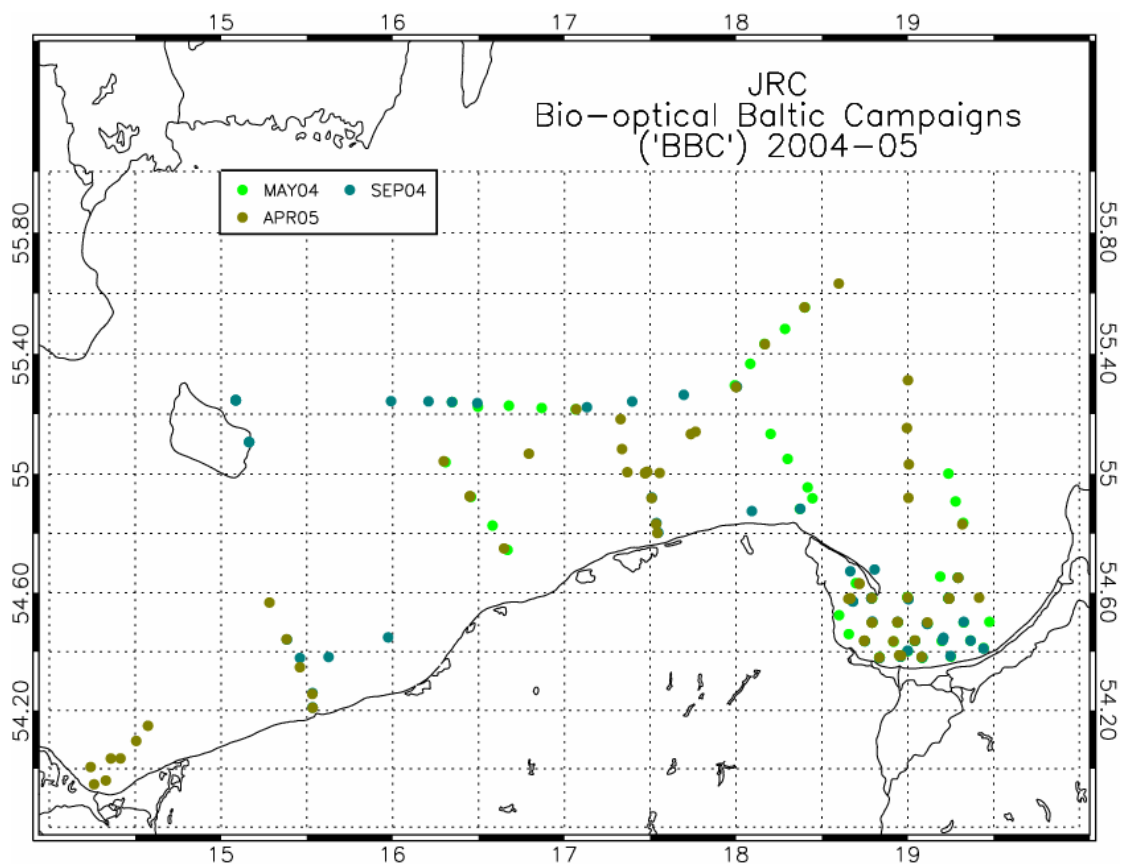 15 16 17 18 19
JRC
Bio-optical Baltic Campaigns
('BBC') 2004-05
MAY04 SEP04
APR05
55.80 55.80
55.40 55.40
55 55
54.60 54.60
54.20 54.20
15 16 17 18 19